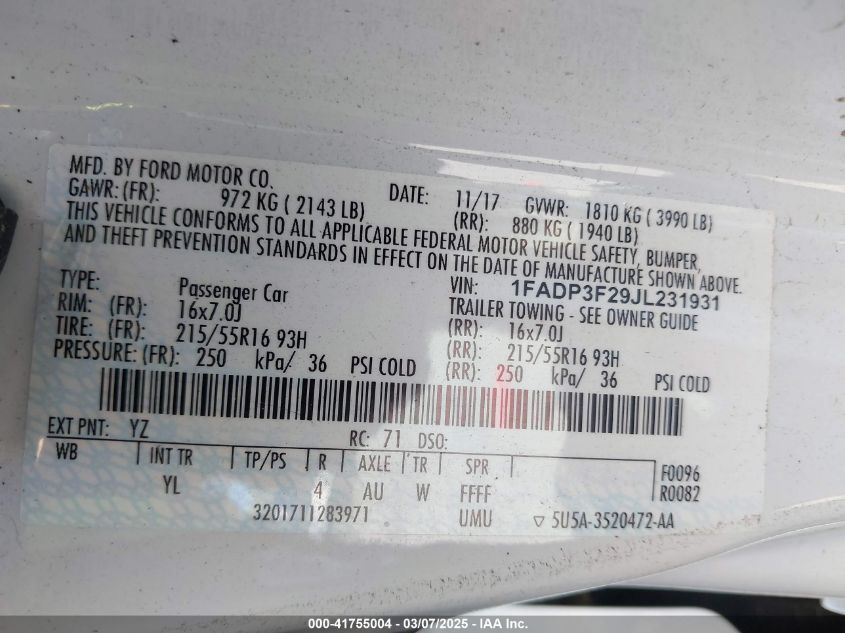 MFD. BY FORD MOTOR CO. DATE: 11/17 GVWR: 1810 KG ( 3990 LB)
GAWR: (FR): 972 KG ( 2143 LB) (RR): 880 KG ( 1940 LB)
THIS VEHICLE CONFORMS TO ALL APPLICABLE FEDERAL MOTOR VEHICLE SAFETY, BUMPER,
AND THEFT PREVENTION STANDARDS IN EFFECT ON THE DATE OF MANUFACTURE SHOWN ABOVE.
TYPE: Passenger Car VIN: 1FADP3F29JL231931
TRAILER TOWING - SEE OWNER GUIDE
RIM: (FR): 16x7.0J (RR): 16x7.0J
TIRE: (FR): 215/55R16 93H (RR): 215/55R16 93H
PRESSURE: (FR): 250 kPa/ 36 PSI COLD (RR): 250 kPa/ 36 PSI COLD
EXT PNT: YZ RC: 71 DSO:
WB INT TR TP/PS R AXLE TR SPR F0096
YL 4 AU W FFFF R0082
3201711283971 UMU ▽ 5U5A-3520472-AA
000-41755004 - 03/07/2025 - IAA Inc.